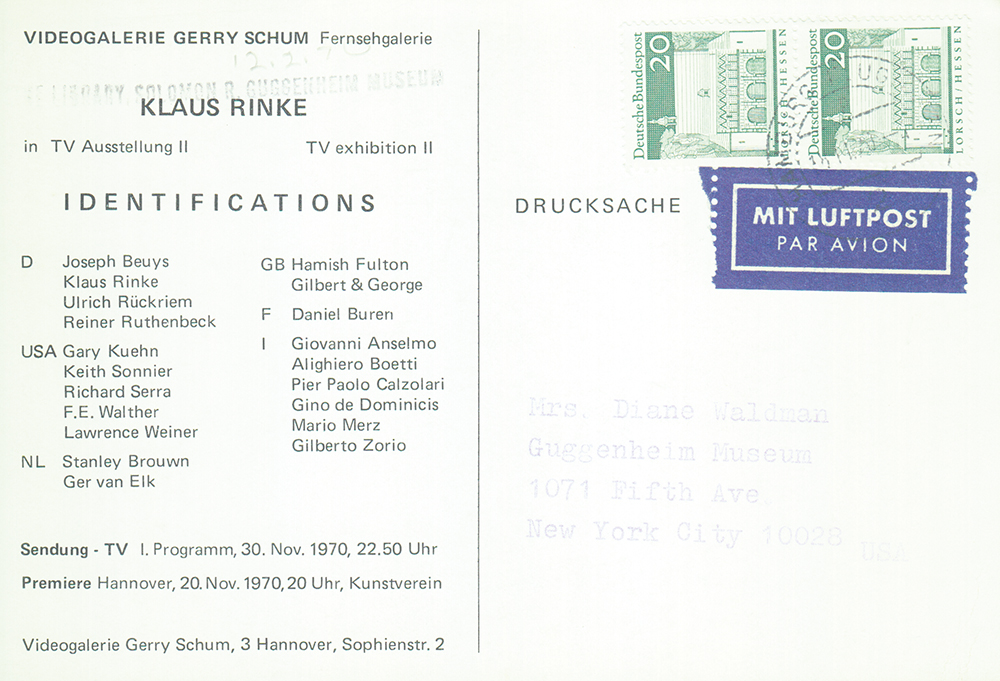 VIDEOGALERIE GERRY SCHUM Fernsehgalerie
12.2.
LIBRARY, SOLOMON R. GUGGENHEIM MUSEUM
KLAUS RINKE
in TV Ausstellung II TV exhibition II
IDENTIFICATIONS
D Joseph Beuys
Klaus Rinke
Ulrich Rückriem
Reiner Ruthenbeck
USA Gary Kuehn
Keith Sonnier
Richard Serra
F.E. Walther
Lawrence Weiner
NL Stanley Brouwn
Ger van Elk
GB Hamish Fulton
Gilbert & George
F Daniel Buren
I Giovanni Anselmo
Alighiero Boetti
Pier Paolo Calzolari
Gino de Dominicis
Mario Merz
Gilberto Zorio
Sendung - TV I. Programm, 30. Nov. 1970, 22.50 Uhr
Premiere Hannover, 20. Nov. 1970, 20 Uhr, Kunstverein
Videogalerie Gerry Schum, 3 Hannover, Sophienstr. 2
Deutsche Bundespost
20
LORSCH/HESSEN
Deutsche Bundespost
20
LORSCH/HESSEN
DRUCKSACHE
MIT LUFTPOST
PAR AVION
Mrs. Diane Waldman
Guggenheim Museum
1071 Fifth Ave
New York City 10028
USA